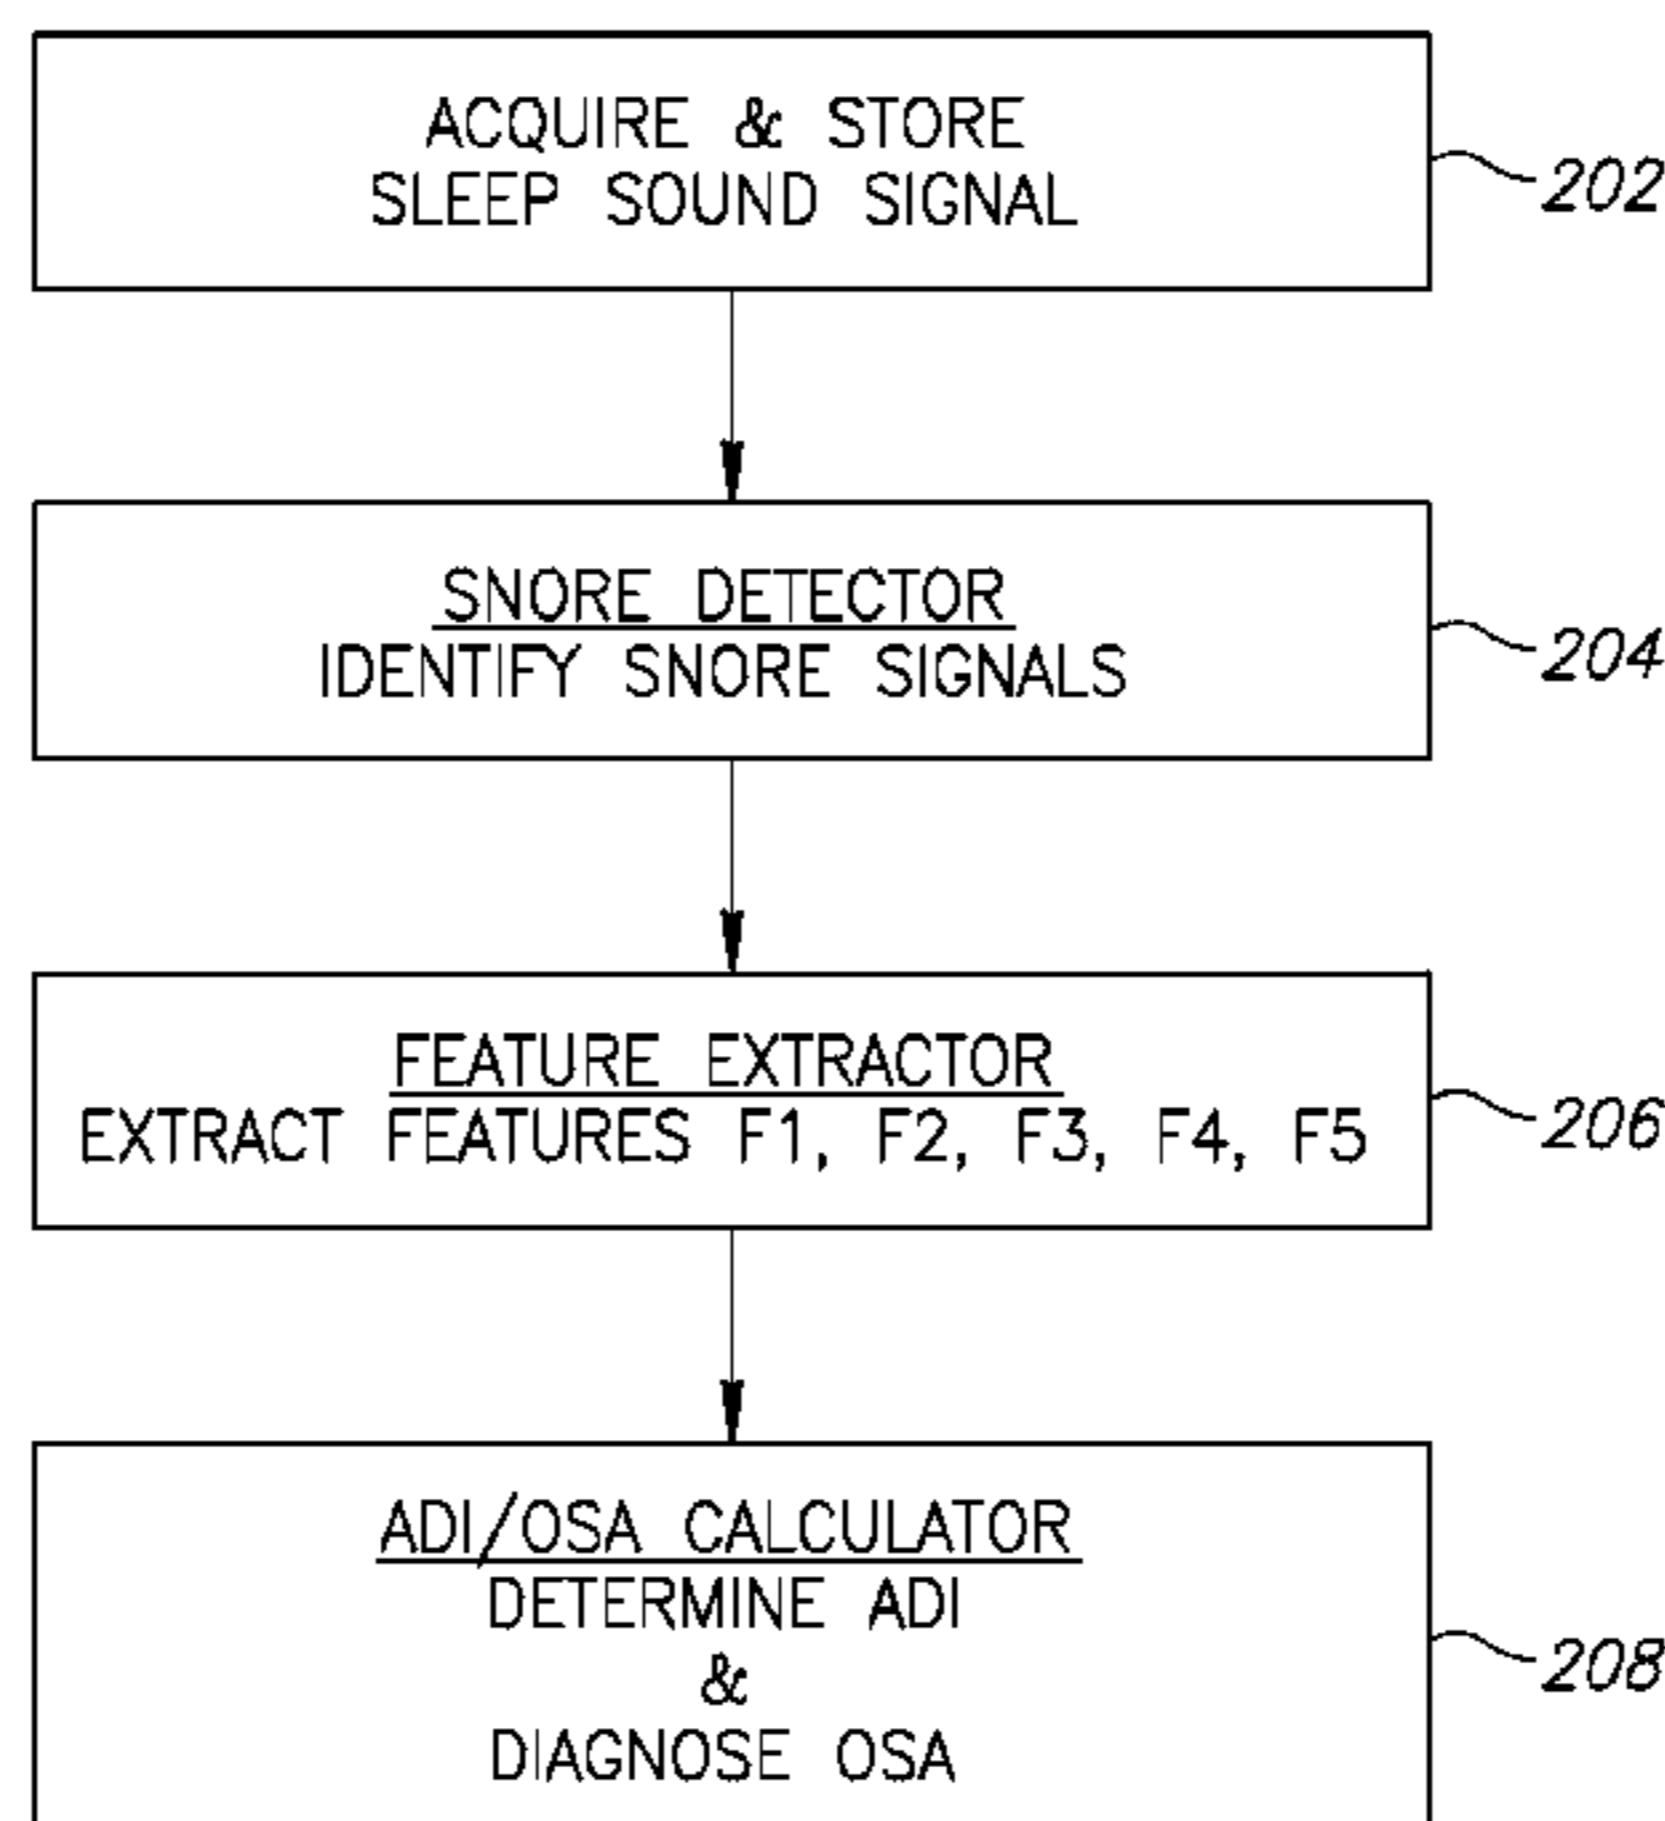 ACQUIRE & STORE
SLEEP SOUND SIGNAL
202
SNORE DETECTOR
IDENTIFY SNORE SIGNALS
204
FEATURE EXTRACTOR
EXTRACT FEATURES F1, F2, F3, F4, F5
206
ADI/OSA CALCULATOR
DETERMINE ADI
&
DIAGNOSE OSA
208